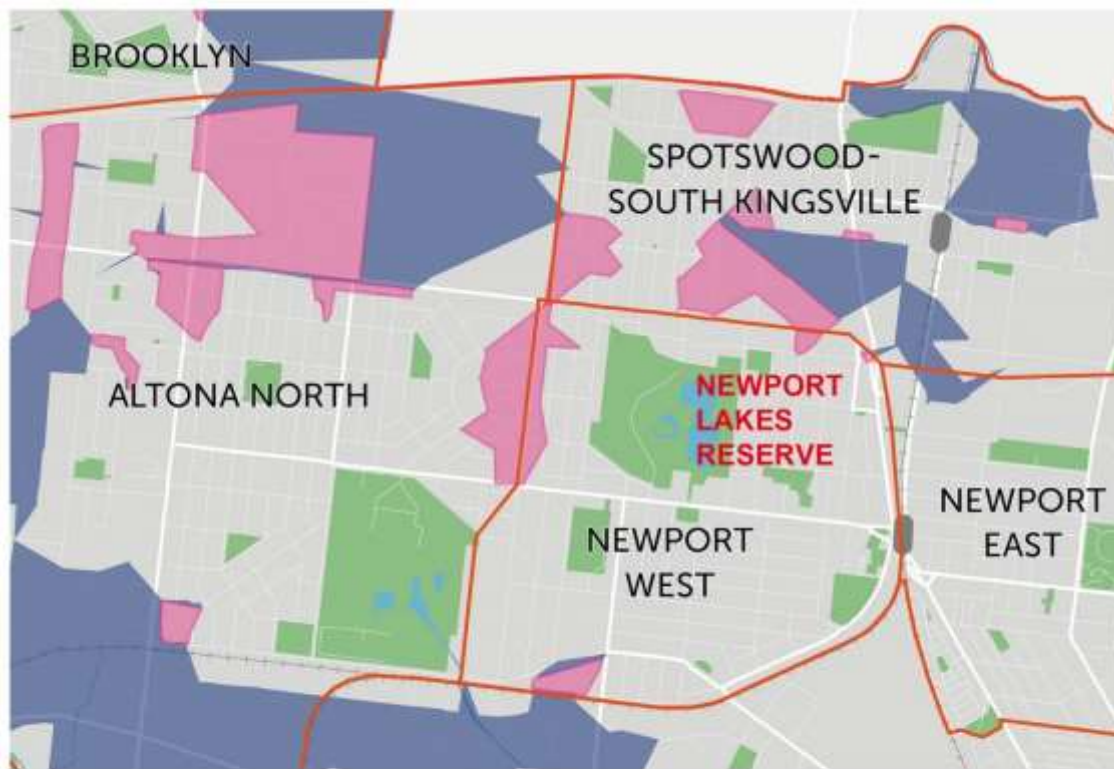 BROOKLYN
SPOTSWOOD-
SOUTH KINGSVILLE
ALTONA NORTH
NEWPORT
LAKES
RESERVE
NEWPORT
WEST
NEWPORT
EAST